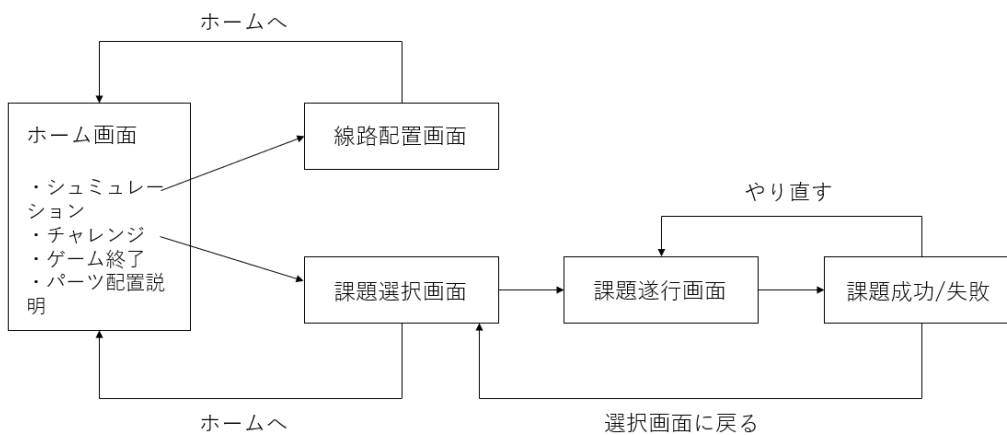 ホームへ
ホーム画面
・シュミュレー
ション
・チャレンジ
・ゲーム終了
・パーツ配置説
明
線路配置画面
やり直す
課題選択画面
課題遂行画面
課題成功/失敗
ホームへ
選択画面に戻る